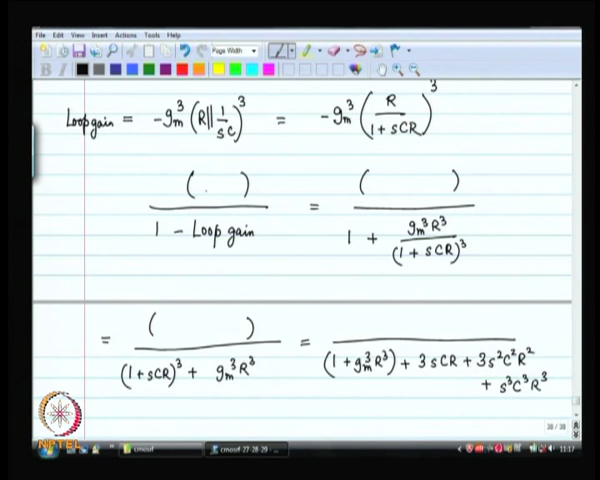 File Edit View Insert Actions Tools Help
Page Width
B I
Loop gain = -gm³ (R || 1/sC)³ = -gm³ (R / (1 + sCR))³
( . ) / (1 - Loop gain) = ( ) / (1 + gm³R³ / (1 + sCR)³)
= ( ) / ((1+sCR)³ + gm³R³) = / ((1 + gm³R³) + 3sCR + 3s²C²R²
+ s³C³R³
38 / 38
NPTEL
cmosrf
cmosrf-27-28-29 - ...
11:17